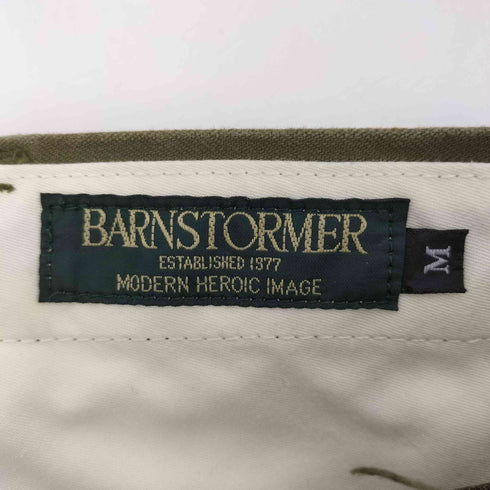 BARNSTORMER
ESTABLISHED 1977
MODERN HEROIC IMAGE
M